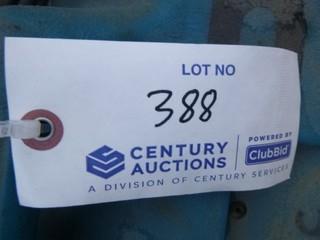 LOT NO
388
CENTURY AUCTIONS
POWERED BY
ClubBid
A DIVISION OF CENTURY SERVICES